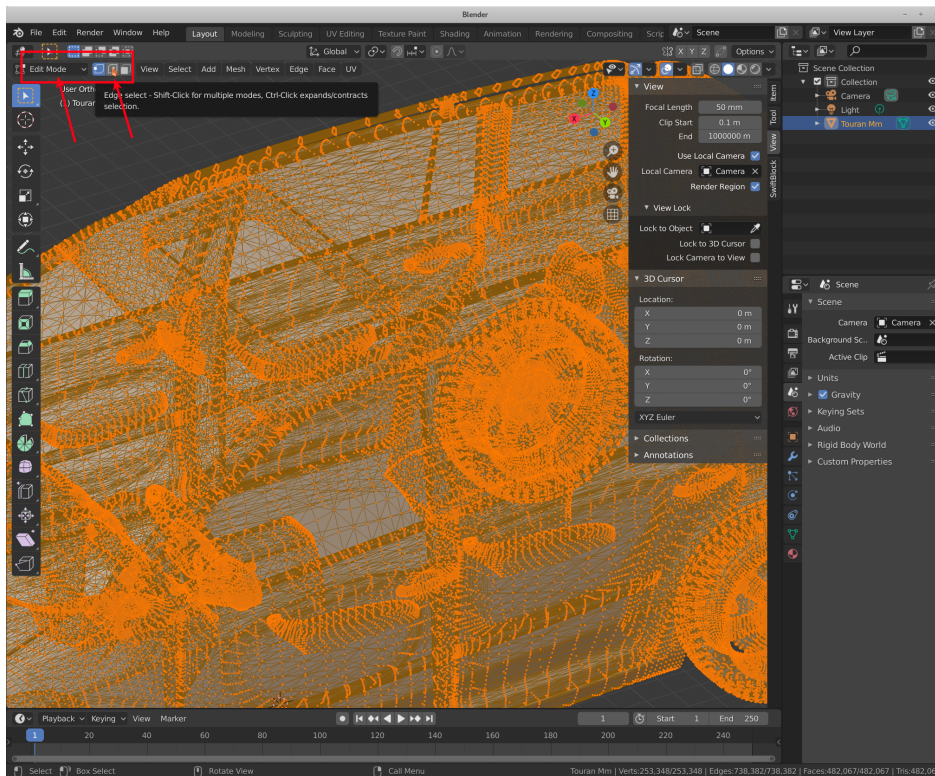 Blender
File Edit Render Window Help Layout Modeling Sculpting UV Editing Texture Paint Shading Animation Rendering Compositing Scrip Scene View Layer
Global X Y Z Options
Edit Mode View Select Add Mesh Vertex Edge Face UV
User Orth
(1) Touran
Edge select - Shift-Click for multiple modes, Ctrl-Click expands/contracts
selection.
Z
X
Y
View
Focal Length 50 mm
Clip Start 0.1 m
End 1000000 m
Use Local Camera
Local Camera Camera
Render Region
View Lock
Lock to Object
Lock to 3D Cursor
Lock Camera to View
3D Cursor
Location:
X 0 m
Y 0 m
Z 0 m
Rotation:
X 0°
Y 0°
Z 0°
XYZ Euler
Collections
Annotations
Item
Tool
View
SwiftBlock
Scene Collection
Collection
Camera
Light
Touran Mm
Scene
Scene
Camera Camera
Background Sc..
Active Clip
Units
Gravity
Keying Sets
Audio
Rigid Body World
Custom Properties
Playback Keying View Marker 1 Start 1 End 250
1 20 40 60 80 100 120 140 160 180 200 220 240
Select Box Select Rotate View Call Menu Touran Mm | Verts:253,348/253,348 | Edges:738,382/738,382 | Faces:482,067/482,067 | Tris:482,06